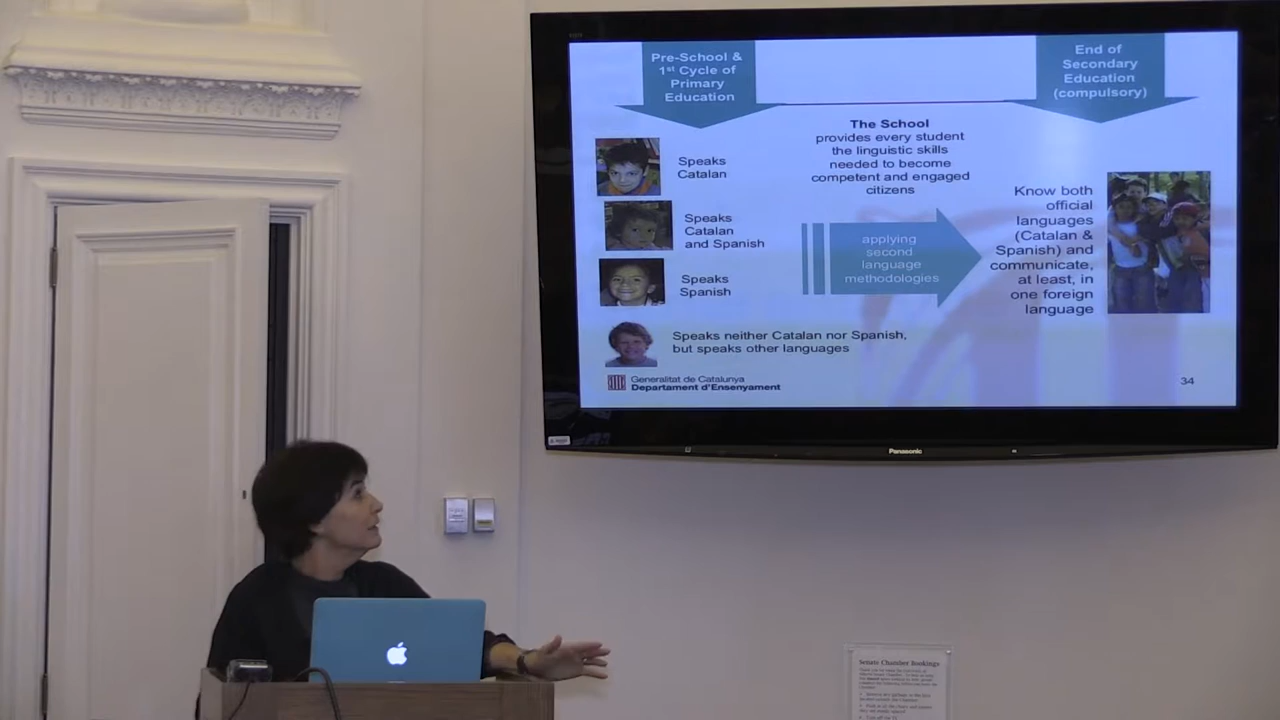 Pre-School &
1st Cycle of
Primary
Education
End of
Secondary
Education
(compulsory)
The School
provides every student
the linguistic skills
needed to become
competent and engaged
citizens
Speaks
Catalan
Speaks
Catalan
and Spanish
Speaks
Spanish
Speaks neither Catalan nor Spanish,
but speaks other languages
applying
second
language
methodologies
Know both
official
languages
(Catalan &
Spanish) and
communicate,
at least, in
one foreign
language
Generalitat de Catalunya
Departament d'Ensenyament
34
Panasonic
Senate Chamber Bookings